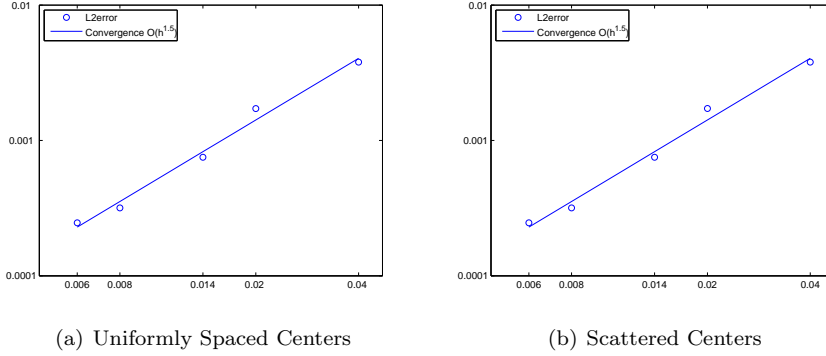 0.01
L2error
Convergence O(h^1.5)
0.001
0.0001
0.006 0.008 0.014 0.02 0.04
(a) Uniformly Spaced Centers
0.01
L2error
Convergence O(h^1.5)
0.001
0.0001
0.006 0.008 0.014 0.02 0.04
(b) Scattered Centers